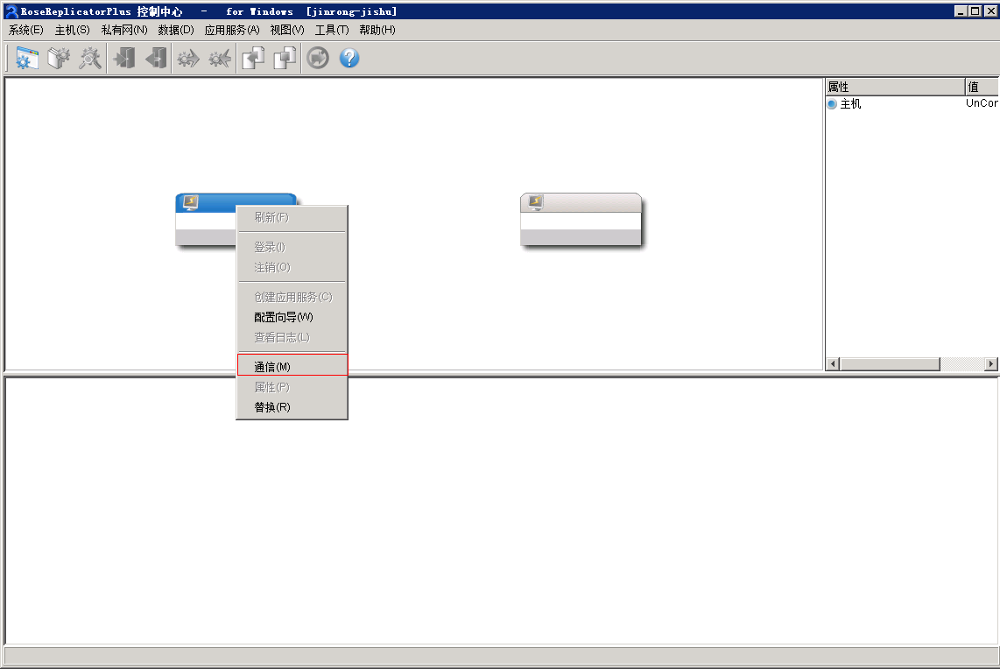 RoseReplicatorPlus 控制中心 - for Windows [jinrong-jishu]
系统(E) 主机(S) 私有网(N) 数据(D) 应用服务(A) 视图(V) 工具(T) 帮助(H)
属性 值
主机 UnCor
刷新(F)
登录(I)
注销(O)
创建应用服务(C)
配置向导(W)
查看日志(L)
通信(M)
属性(P)
替换(R)